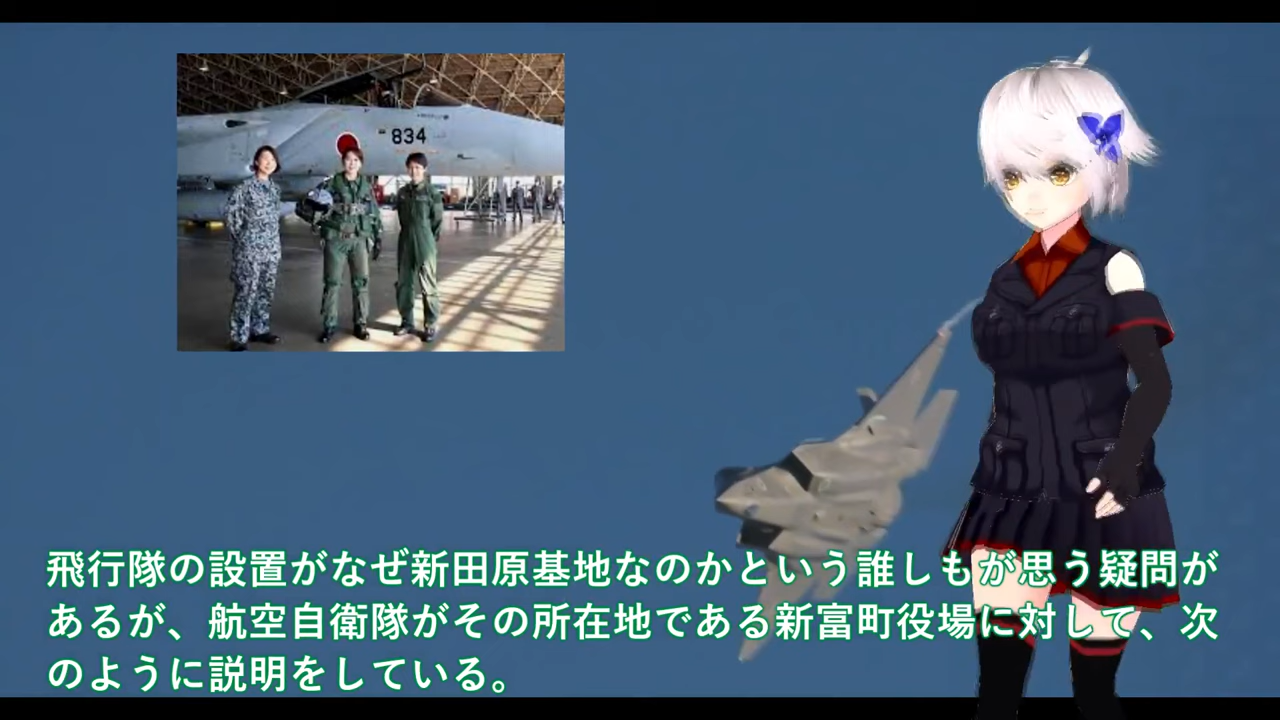 834
飛行隊の設置がなぜ新田原基地なのかという誰しもが思う疑問が
あるが、航空自衛隊がその所在地である新富町役場に対して、次
のように説明をしている。